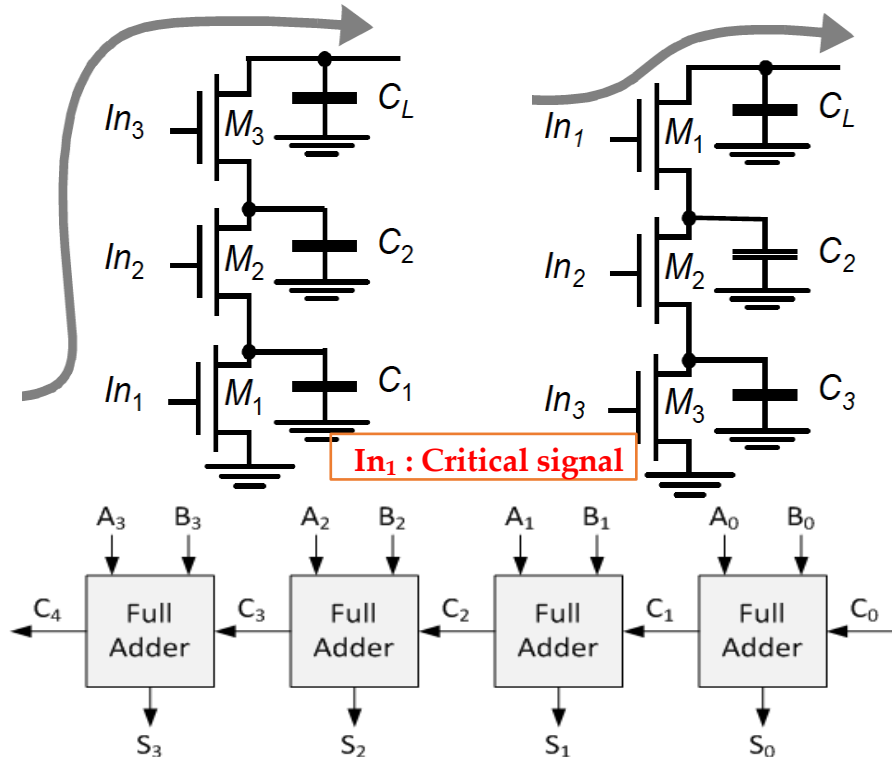 In3 M3 CL
In2 M2 C2
In1 M1 C1
In1 M1 CL
In2 M2 C2
In3 M3 C3
In1 : Critical signal
A3 B3 A2 B2 A1 B1 A0 B0
C4 Full Adder C3 Full Adder C2 Full Adder C1 Full Adder C0
S3 S2 S1 S0